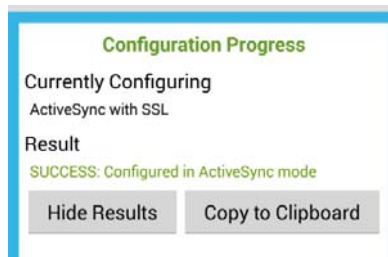 Configuration Progress
Currently Configuring
ActiveSync with SSL
Result
SUCCESS: Configured in ActiveSync mode
Hide Results
Copy to Clipboard